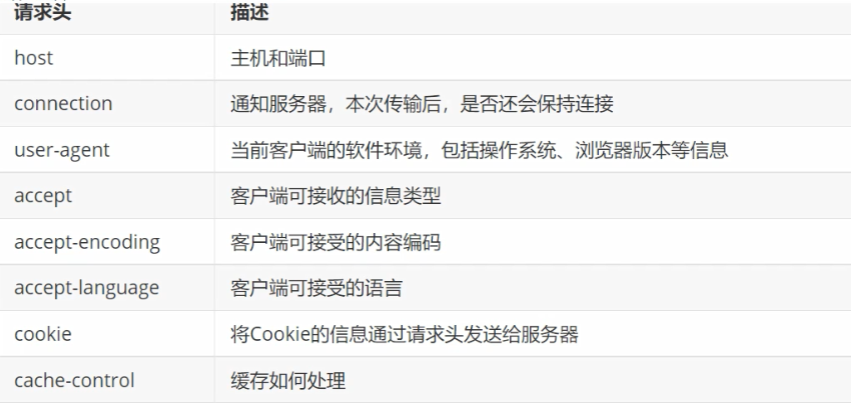 请求头 描述
host 主机和端口
connection 通知服务器，本次传输后，是否还会保持连接
user-agent 当前客户端的软件环境，包括操作系统、浏览器版本等信息
accept 客户端可接收的信息类型
accept-encoding 客户端可接受的内容编码
accept-language 客户端可接受的语言
cookie 将Cookie的信息通过请求头发送给服务器
cache-control 缓存如何处理